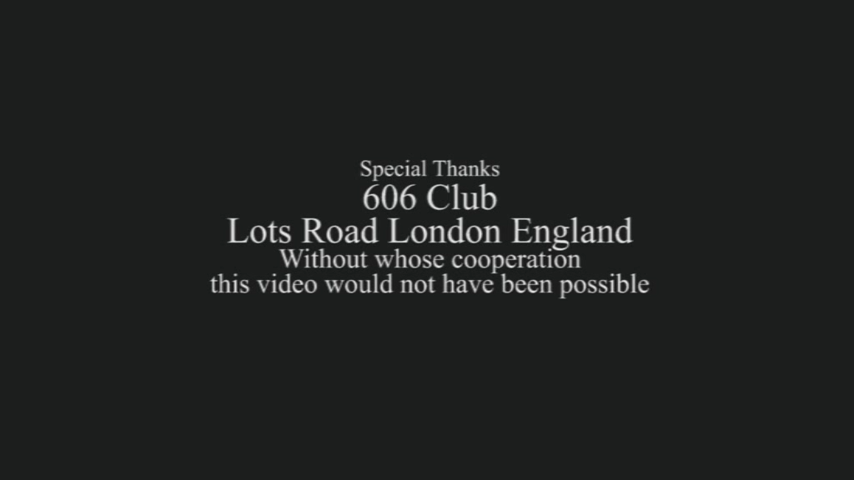 Special Thanks
606 Club
Lots Road London England
Without whose cooperation
this video would not have been possible